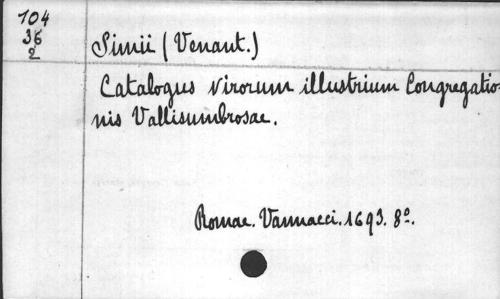 104
36
2
Simii (Venant.)
Catalogus virorum illustrium Congregatio-
nis Vallisumbrosae.
Romae. Vannacci. 1693. 8°.